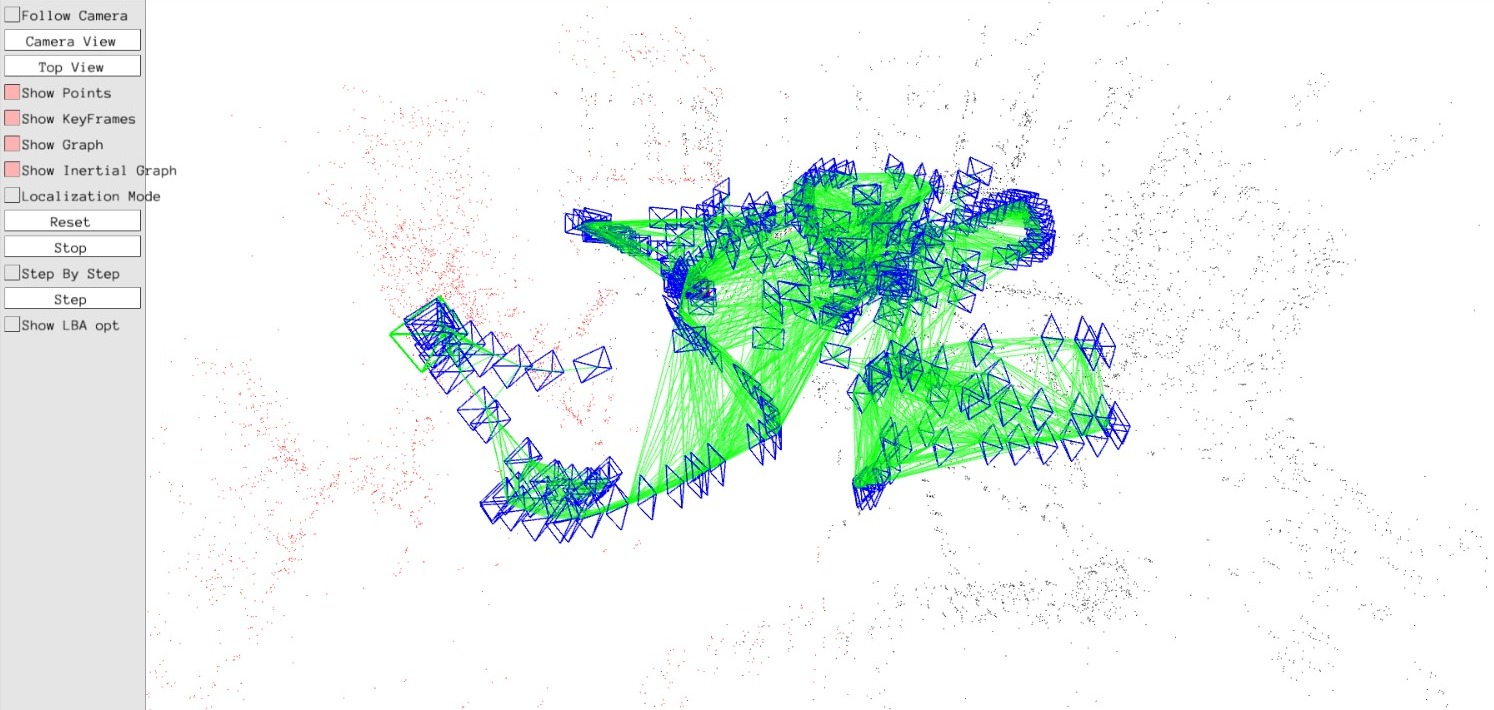 Follow Camera
Camera View
Top View
Show Points
Show KeyFrames
Show Graph
Show Inertial Graph
Localization Mode
Reset
Stop
Step By Step
Step
Show LBA opt